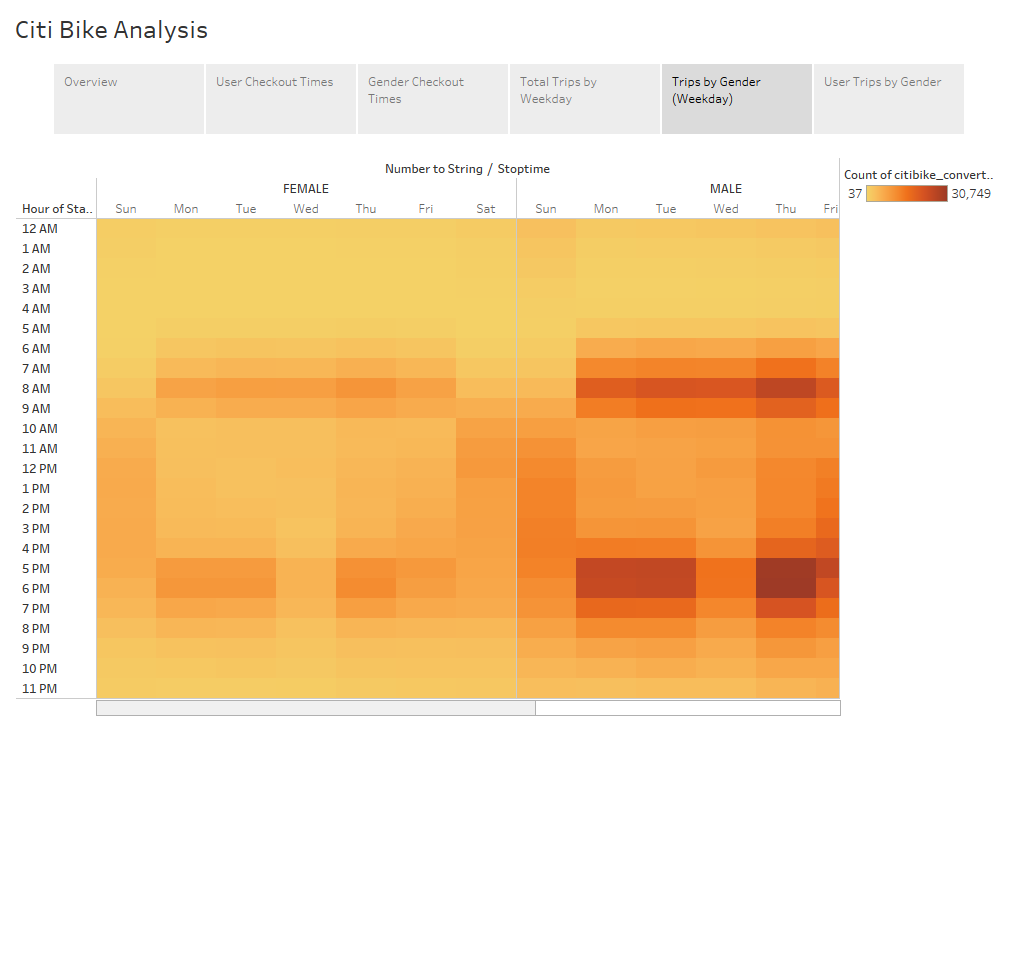 Citi Bike Analysis
Overview
User Checkout Times
Gender Checkout
Times
Total Trips by
Weekday
Trips by Gender
(Weekday)
User Trips by Gender
Number to String / Stoptime
Count of citibike_convert..
37 30,749
FEMALE MALE
Hour of Sta.. Sun Mon Tue Wed Thu Fri Sat Sun Mon Tue Wed Thu Fri
12 AM
1 AM
2 AM
3 AM
4 AM
5 AM
6 AM
7 AM
8 AM
9 AM
10 AM
11 AM
12 PM
1 PM
2 PM
3 PM
4 PM
5 PM
6 PM
7 PM
8 PM
9 PM
10 PM
11 PM